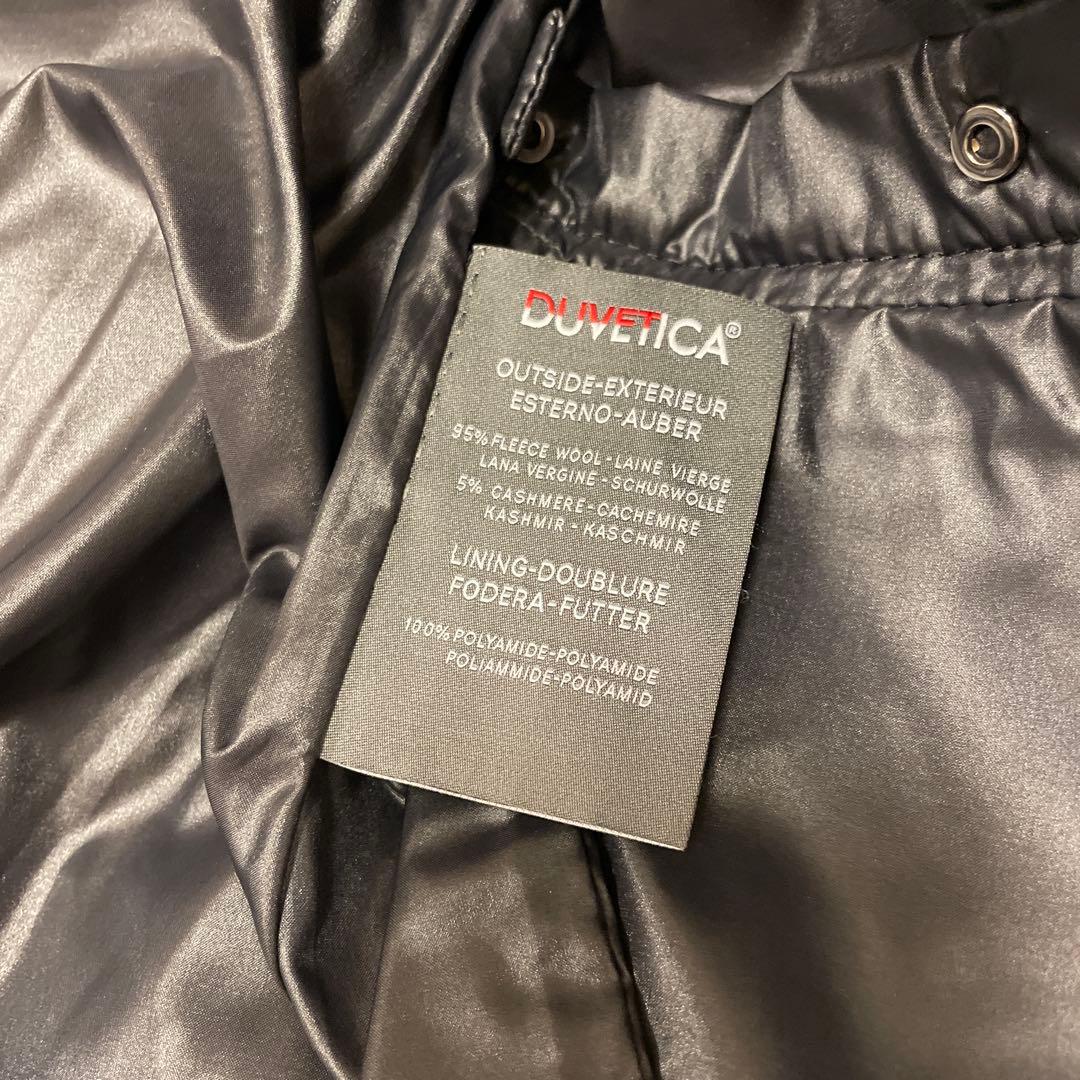 DUVETICA®
OUTSIDE-EXTERIEUR
ESTERNO-AUBER
95% FLEECE WOOL-LAINE VIERGE
LANA VERGINE-SCHURWOLLE
5% CASHMERE-CACHEMIRE
KASHMIR-KASCHMIR
LINING-DOUBLURE
FODERA-FUTTER
100% POLYAMIDE-POLYAMIDE
POLIAMMIDE-POLYAMID